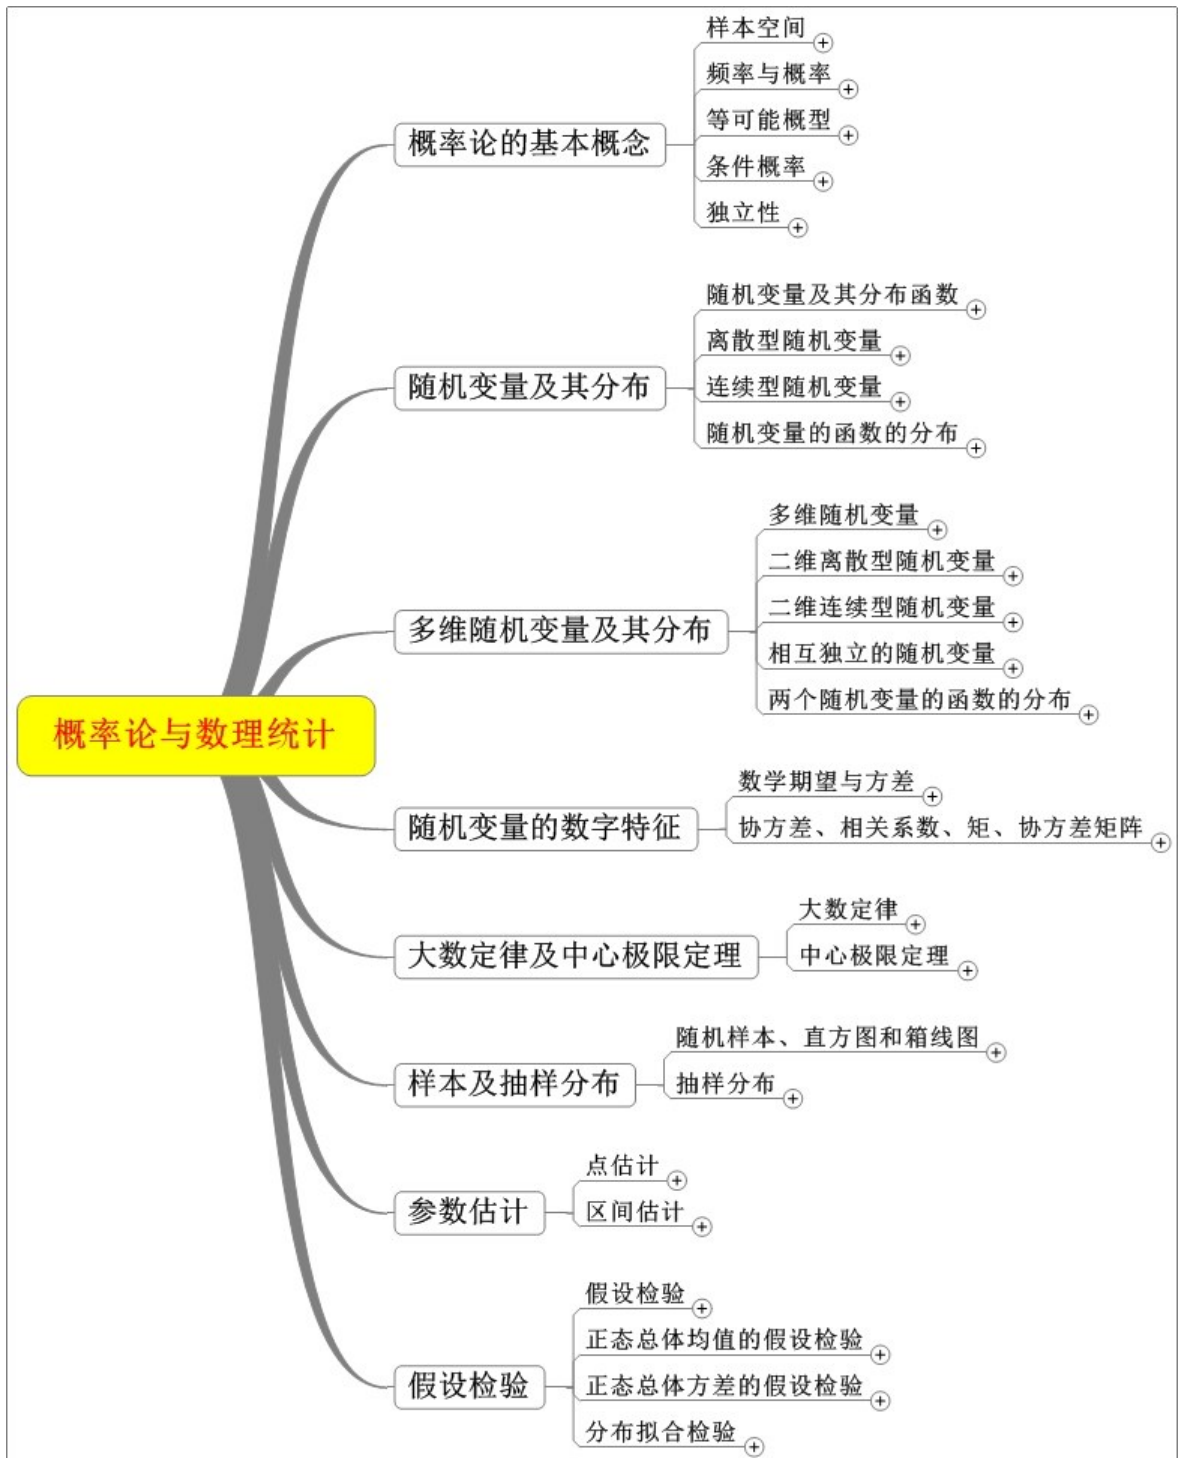 概率论与数理统计
概率论的基本概念
样本空间
频率与概率
等可能概型
条件概率
独立性
随机变量及其分布
随机变量及其分布函数
离散型随机变量
连续型随机变量
随机变量的函数的分布
多维随机变量及其分布
多维随机变量
二维离散型随机变量
二维连续型随机变量
相互独立的随机变量
两个随机变量的函数的分布
随机变量的数字特征
数学期望与方差
协方差、相关系数、矩、协方差矩阵
大数定律及中心极限定理
大数定律
中心极限定理
样本及抽样分布
随机样本、直方图和箱线图
抽样分布
参数估计
点估计
区间估计
假设检验
假设检验
正态总体均值的假设检验
正态总体方差的假设检验
分布拟合检验